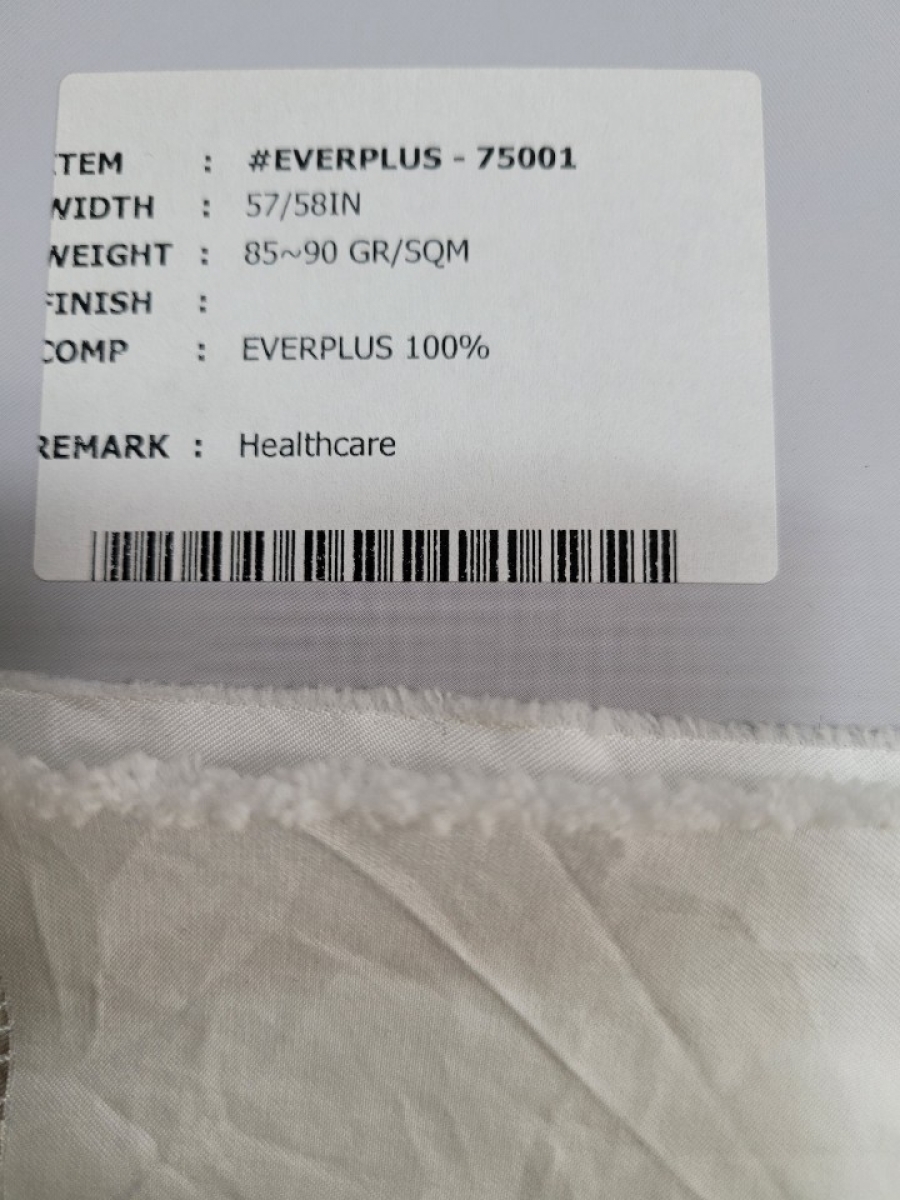 ITEM : #EVERPLUS - 75001
WIDTH : 57/58IN
WEIGHT : 85~90 GR/SQM
FINISH :
COMP : EVERPLUS 100%
REMARK : Healthcare